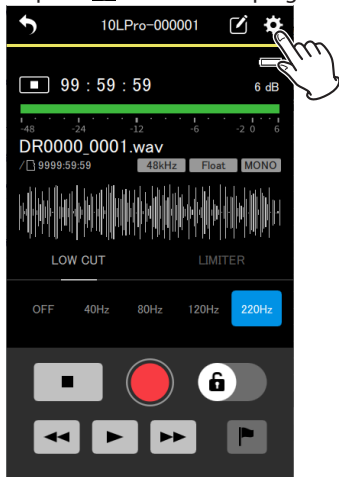 10LPro-000001
99 : 59 : 59
6 dB
-48 -24 -12 -6 -2 0 6
DR0000_0001.wav
/ 9999:59:59 48kHz Float MONO
LOW CUT LIMITER
OFF 40Hz 80Hz 120Hz 220Hz